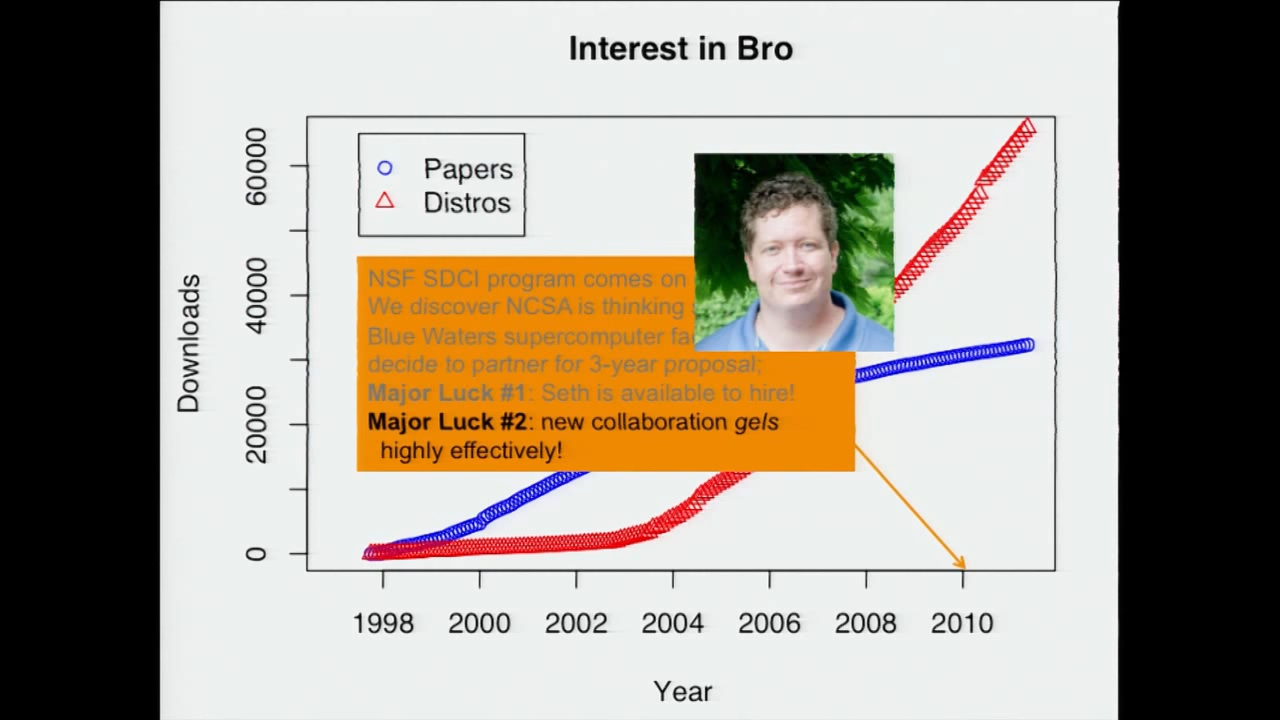 Interest in Bro
Papers
Distros
NSF SDCI program comes on
We discover NCSA is thinking
Blue Waters supercomputer
decide to partner for 3-year proposal;
Major Luck #1: Seth is available to hire!
Major Luck #2: new collaboration gels
highly effectively!
Downloads
60000
40000
20000
0
1998 2000 2002 2004 2006 2008 2010
Year